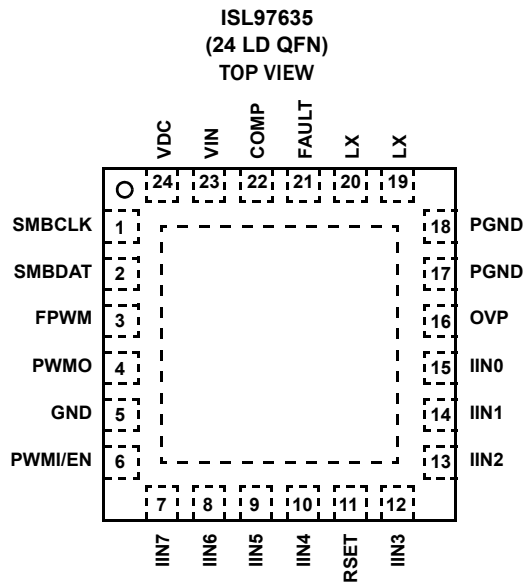 ISL97635
(24 LD QFN)
TOP VIEW
VDC
VIN
COMP
FAULT
LX
LX
24
23
22
21
20
19
SMBCLK 1
18 PGND
SMBDAT 2
17 PGND
FPWM 3
16 OVP
PWMO 4
15 IIN0
GND 5
14 IIN1
PWMI/EN 6
13 IIN2
7
8
9
10
11
12
IIN7
IIN6
IIN5
IIN4
RSET
IIN3